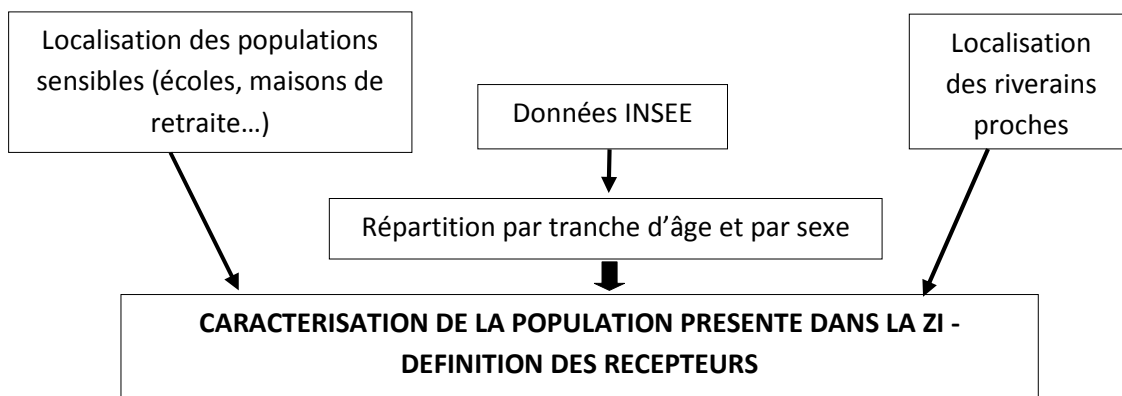 Localisation des populations
sensibles (écoles, maisons de
retraite…)
Données INSEE
Localisation
des riverains
proches
Répartition par tranche d’âge et par sexe
CARACTERISATION DE LA POPULATION PRESENTE DANS LA ZI -
DEFINITION DES RECEPTEURS